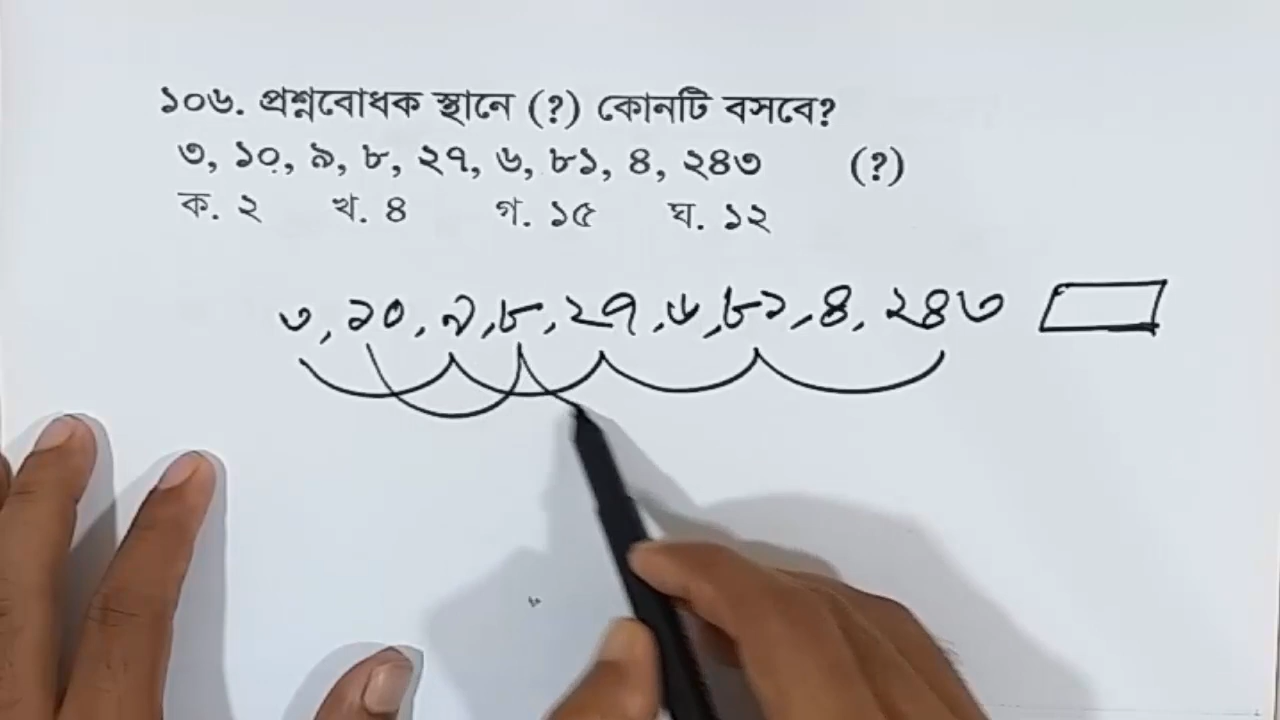 ১০৬. প্রশ্নবোধক স্থানে (?) কোনটি বসবে?
৩, ১০, ৯, ৮, ২৭, ৬, ৮১, ৪, ২৪৩ (?)
ক. ২ খ. 8 গ. ১৫ ঘ. ১২
৩, ১০, ৯, ৮, ২৭, ৬, ৮১, ৪, ২৪৩